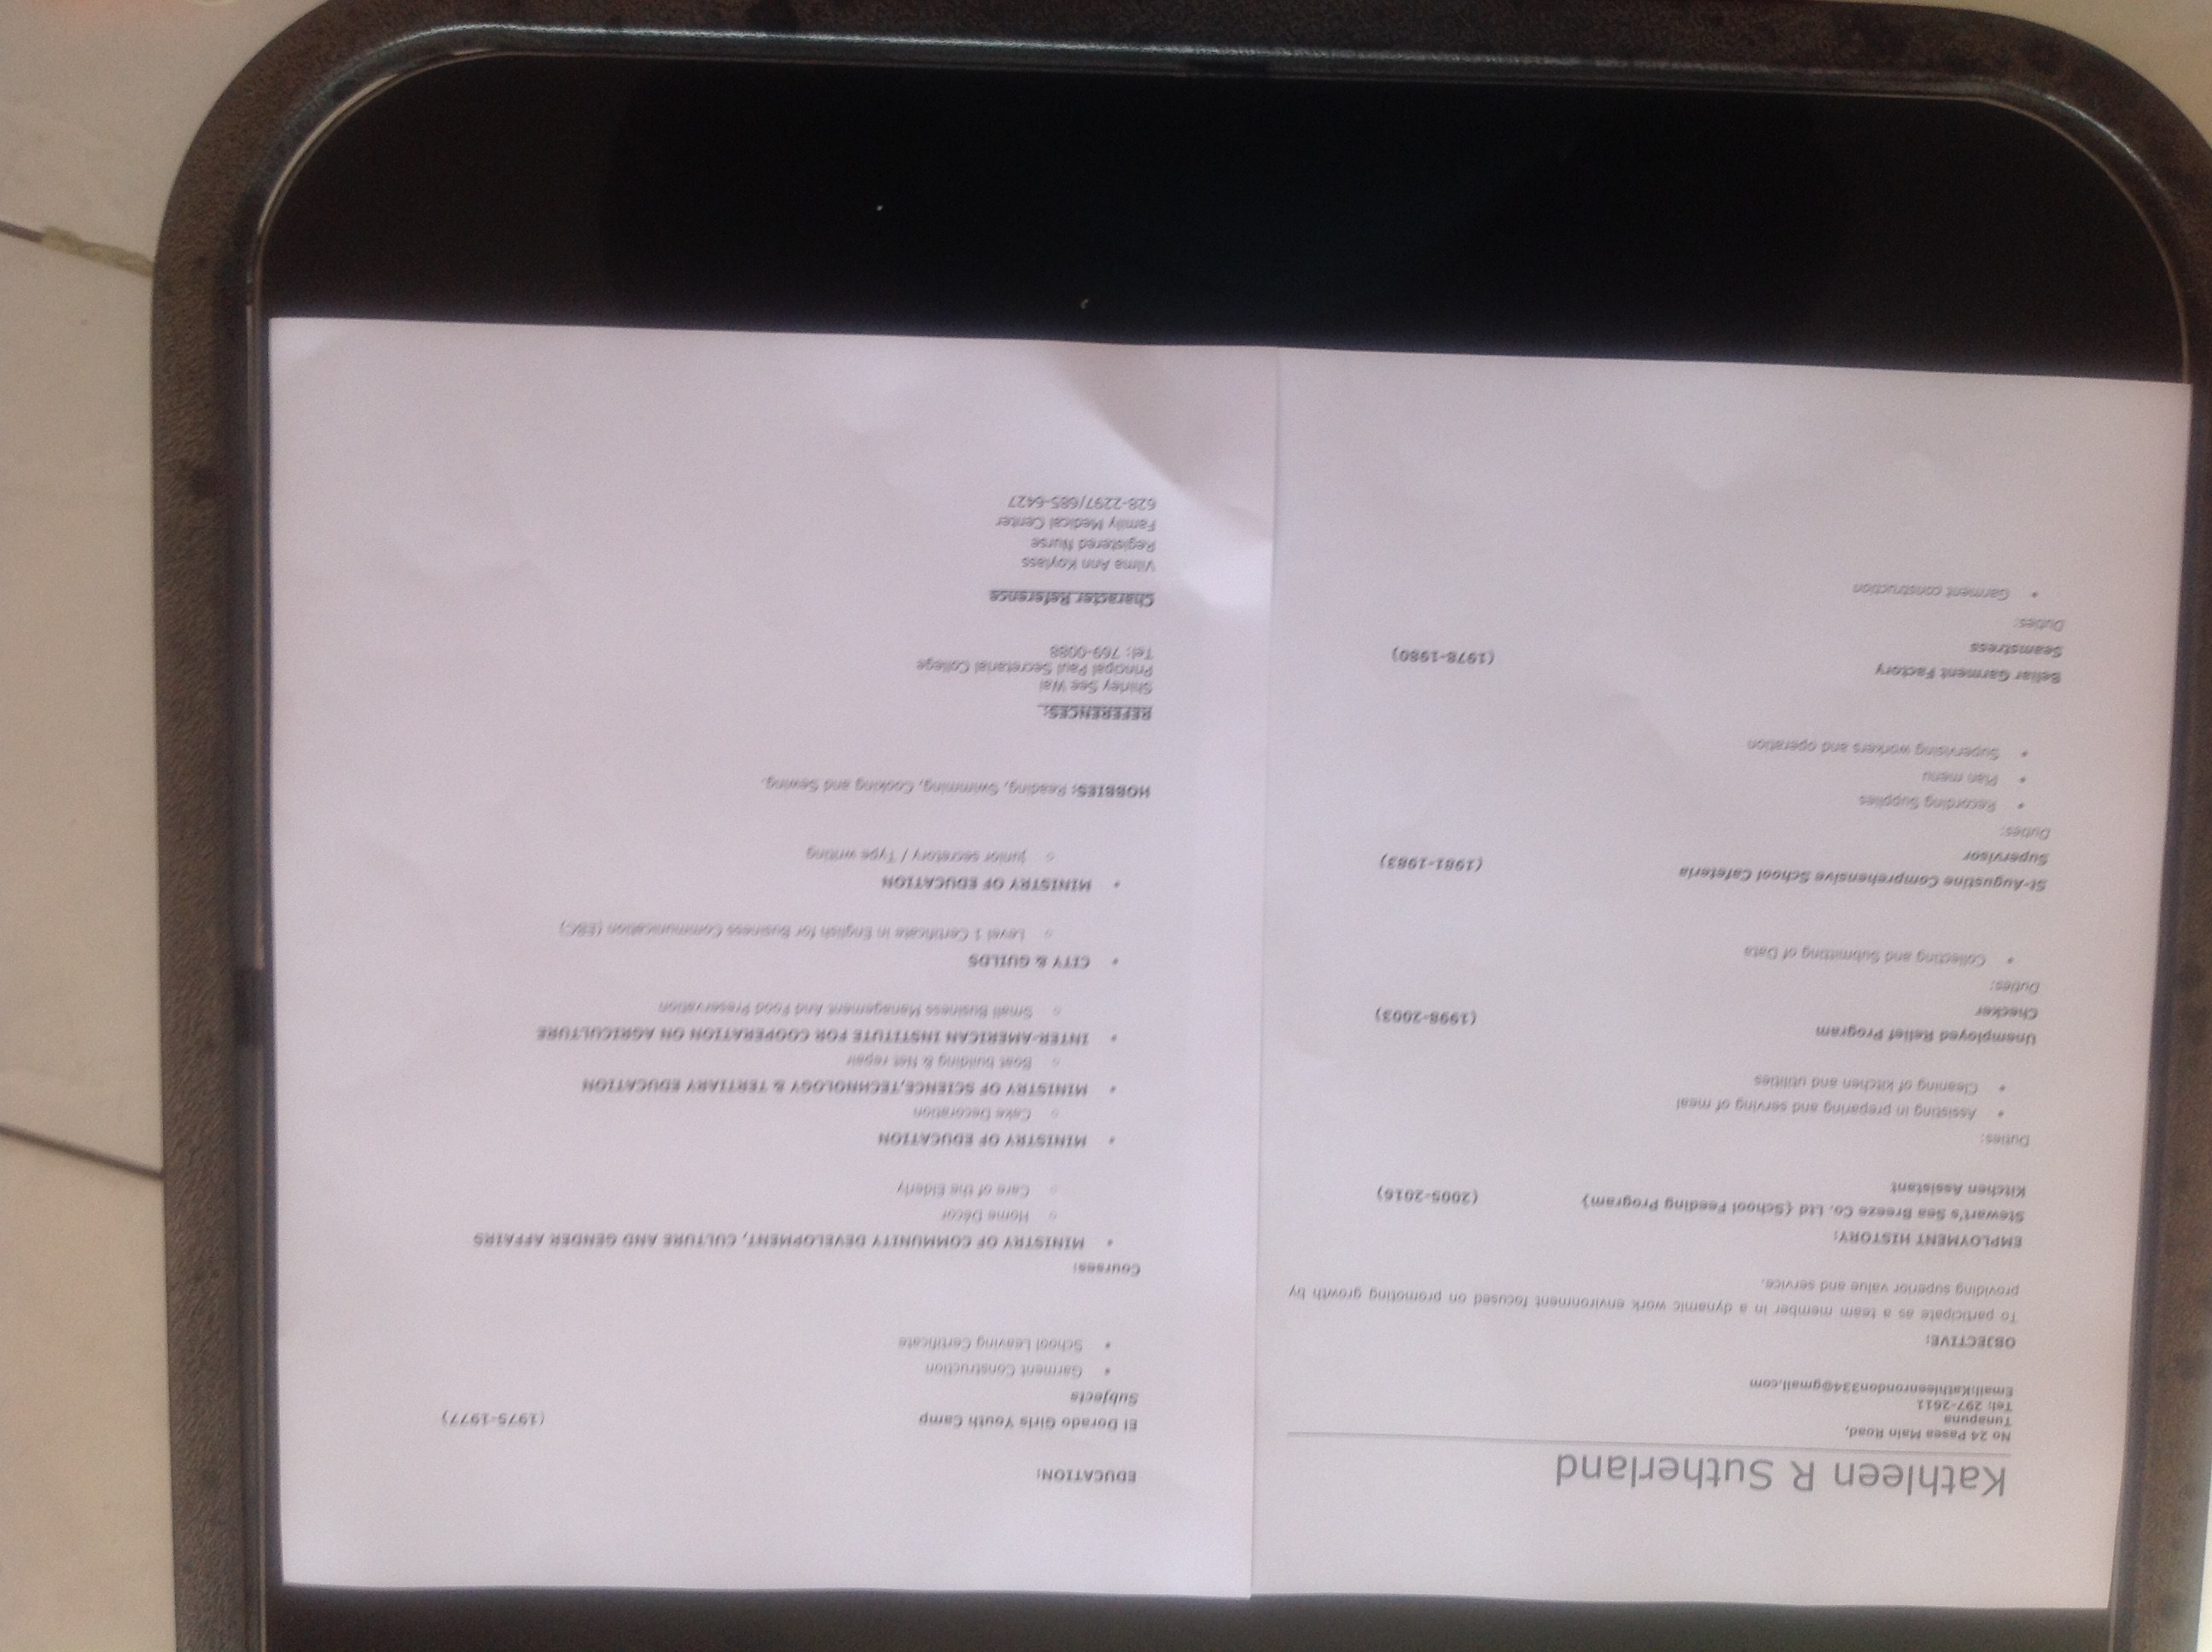 Kathleen R Sutherland
No 24 Pasea Main Road,
Tunapuna
Tel: 297-2611
Email:Kathleenrondon334@gmail.com
OBJECTIVE:
To participate as a team member in a dynamic work environment focused on promoting growth by
providing superior value and service.
EMPLOYMENT HISTORY:
Stewart's Sea Breeze Co. Ltd {School Feeding Program} (2005-2016)
Kitchen Assistant
Duties:
• Assisting in preparing and serving of meal
• Cleaning of kitchen and utilities
Unemployed Relief Program
Checker (1998-2003)
Duties:
• Collecting and Submitting of Data
St-Augustine Comprehensive School Cafeteria (1981-1983)
Supervisor
Duties:
• Recording Supplies
• Plan menu
• Supervising workers and operation
Beliar Garment Factory
Seamstress (1978-1980)
Duties:
• Garment construction
EDUCATION:
El Dorado Girls Youth Camp (1975-1977)
Subjects
• Garment Construction
• School Leaving Certificate
Courses:
• MINISTRY OF COMMUNITY DEVELOPMENT, CULTURE AND GENDER AFFAIRS
○ Home Décor
○ Care of the Elderly
• MINISTRY OF EDUCATION
○ Cake Decoration
• MINISTRY OF SCIENCE,TECHNOLOGY & TERTIARY EDUCATION
○ Boat building & Net repair
• INTER-AMERICAN INSTITUTE FOR COOPERATION ON AGRICULTURE
○ Small Business Management And Food Preservation
• CITY & GUILDS
○ Level 1 Certificate in English for Business Communication (EBC)
• MINISTRY OF EDUCATION
○ Junior secretory / Type writing
HOBBIES: Reading, Swimming, Cooking and Sewing.
REFERENCES:
Shirley See Wai
Principal Paul Secretarial College
Tel: 769-0088
Character Reference
Vilma Ann Koylass
Registered Nurse
Family Medical Center
628-2297/685-6427